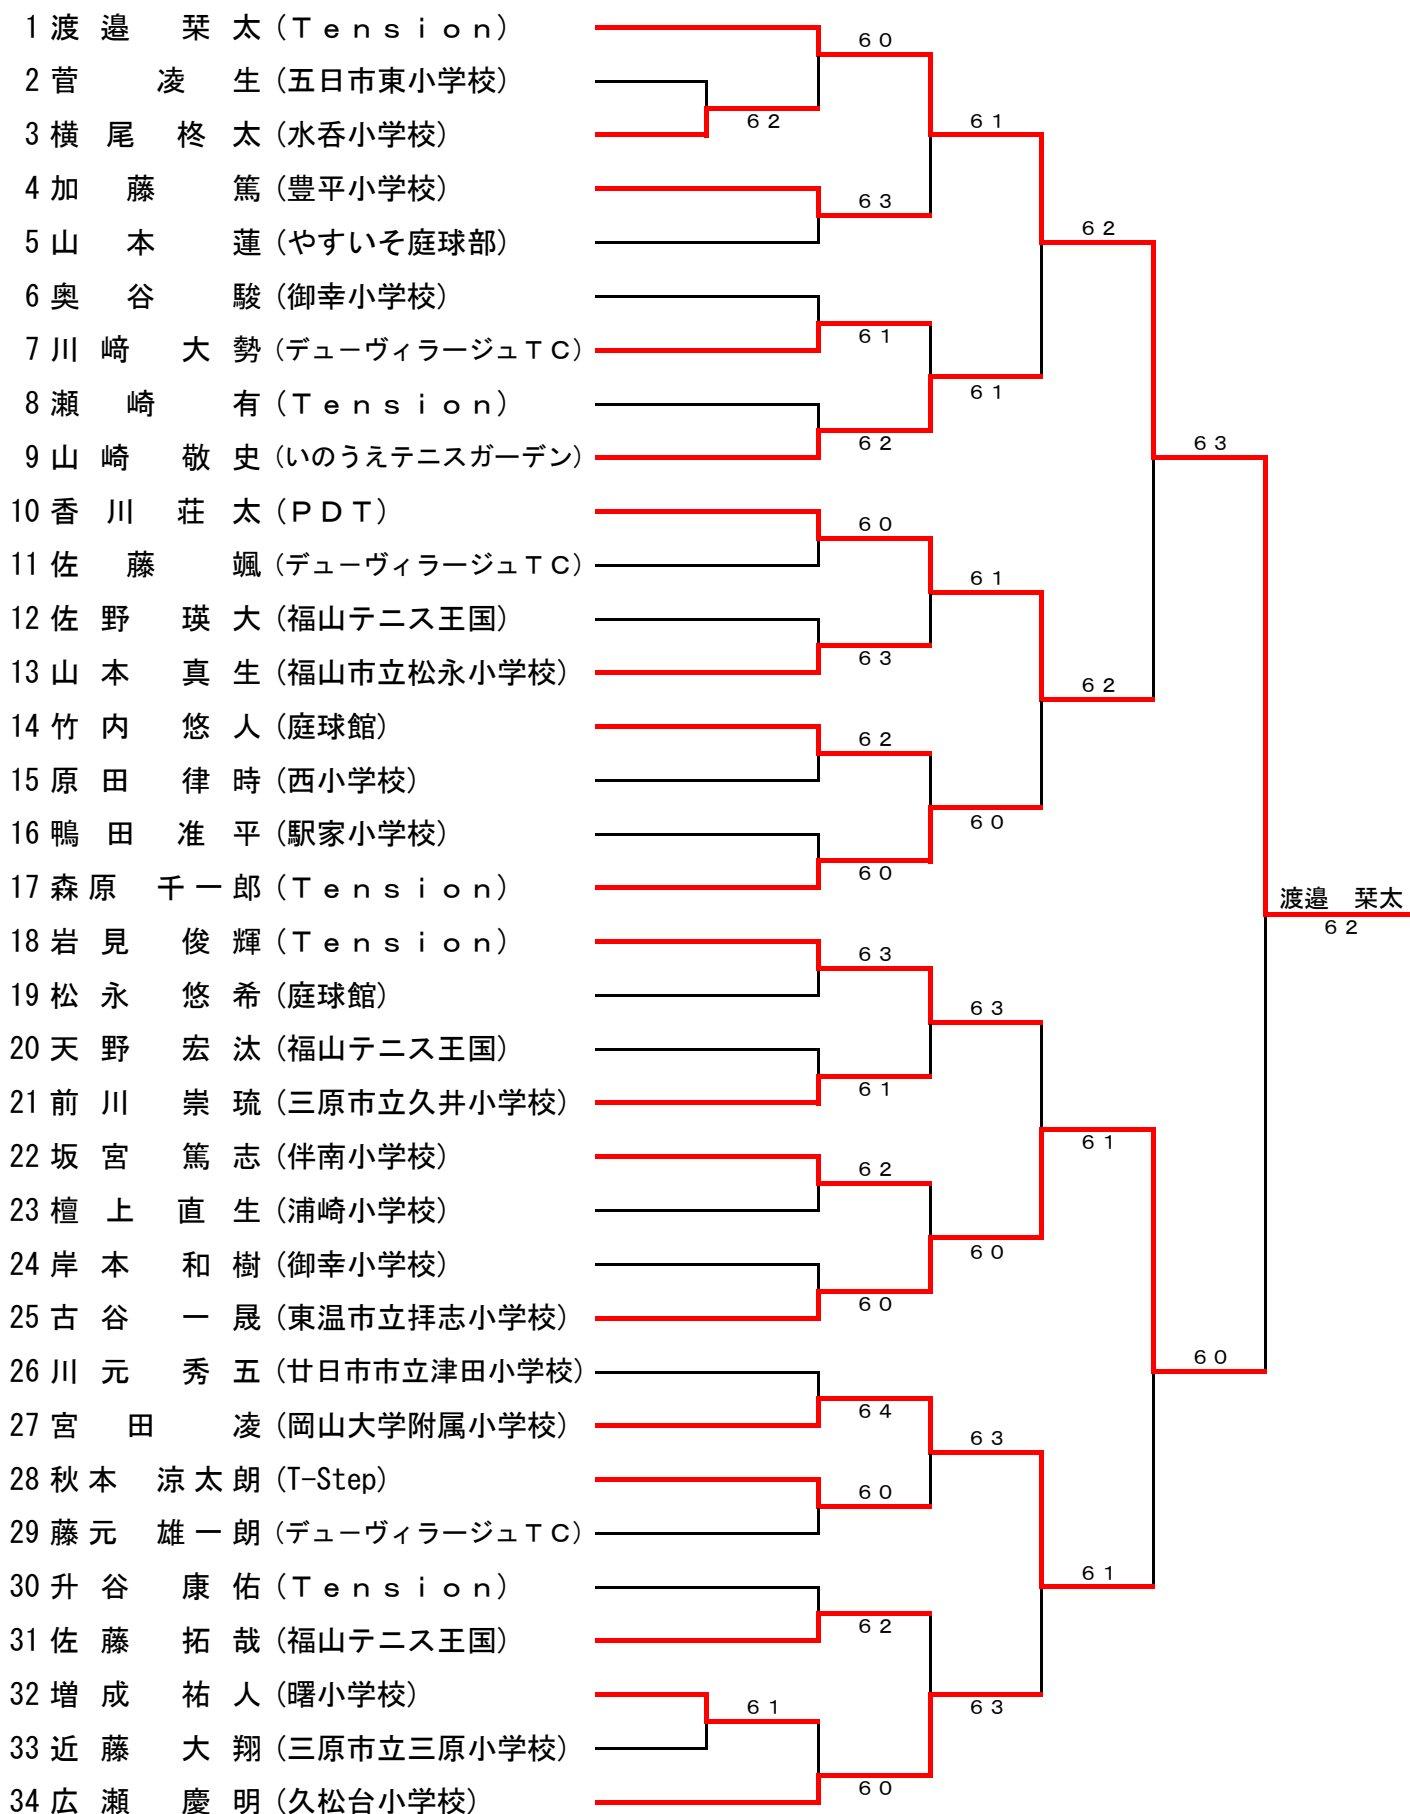 1 渡邉 栞太 (Tension)
60
2 菅 凌生 (五日市東小学校)
62
3 横尾 柊太 (水呑小学校)
61
4 加藤 篤 (豊平小学校)
63
5 山本 蓮 (やすいそ庭球部)
62
6 奥谷 駿 (御幸小学校)
61
7 川﨑 大勢 (デューヴィラージュTC)
61
8 瀬崎 有 (Tension)
62
63
9 山崎 敬史 (いのうえテニスガーデン)
10 香川 荘太 (PDT)
60
11 佐藤 颯 (デューヴィラージュTC)
61
12 佐野 瑛大 (福山テニス王国)
63
13 山本 真生 (福山市立松永小学校)
62
14 竹内 悠人 (庭球館)
62
15 原田 律時 (西小学校)
60
16 鴨田 准平 (駅家小学校)
60
17 森原 千一郎 (Tension)
渡邉 栞太
62
18 岩見 俊輝 (Tension)
63
19 松永 悠希 (庭球館)
63
20 天野 宏汰 (福山テニス王国)
61
21 前川 崇琉 (三原市立久井小学校)
61
22 坂宮 篤志 (伴南小学校)
62
23 檀上 直生 (浦崎小学校)
60
24 岸本 和樹 (御幸小学校)
60
25 古谷 一晟 (東温市立拝志小学校)
60
26 川元 秀五 (廿日市市立津田小学校)
64
27 宮田 凌 (岡山大学附属小学校)
63
28 秋本 涼太朗 (T-Step)
60
29 藤元 雄一朗 (デューヴィラージュTC)
61
30 升谷 康佑 (Tension)
62
31 佐藤 拓哉 (福山テニス王国)
32 増成 祐人 (曙小学校)
61
63
33 近藤 大翔 (三原市立三原小学校)
60
34 広瀬 慶明 (久松台小学校)